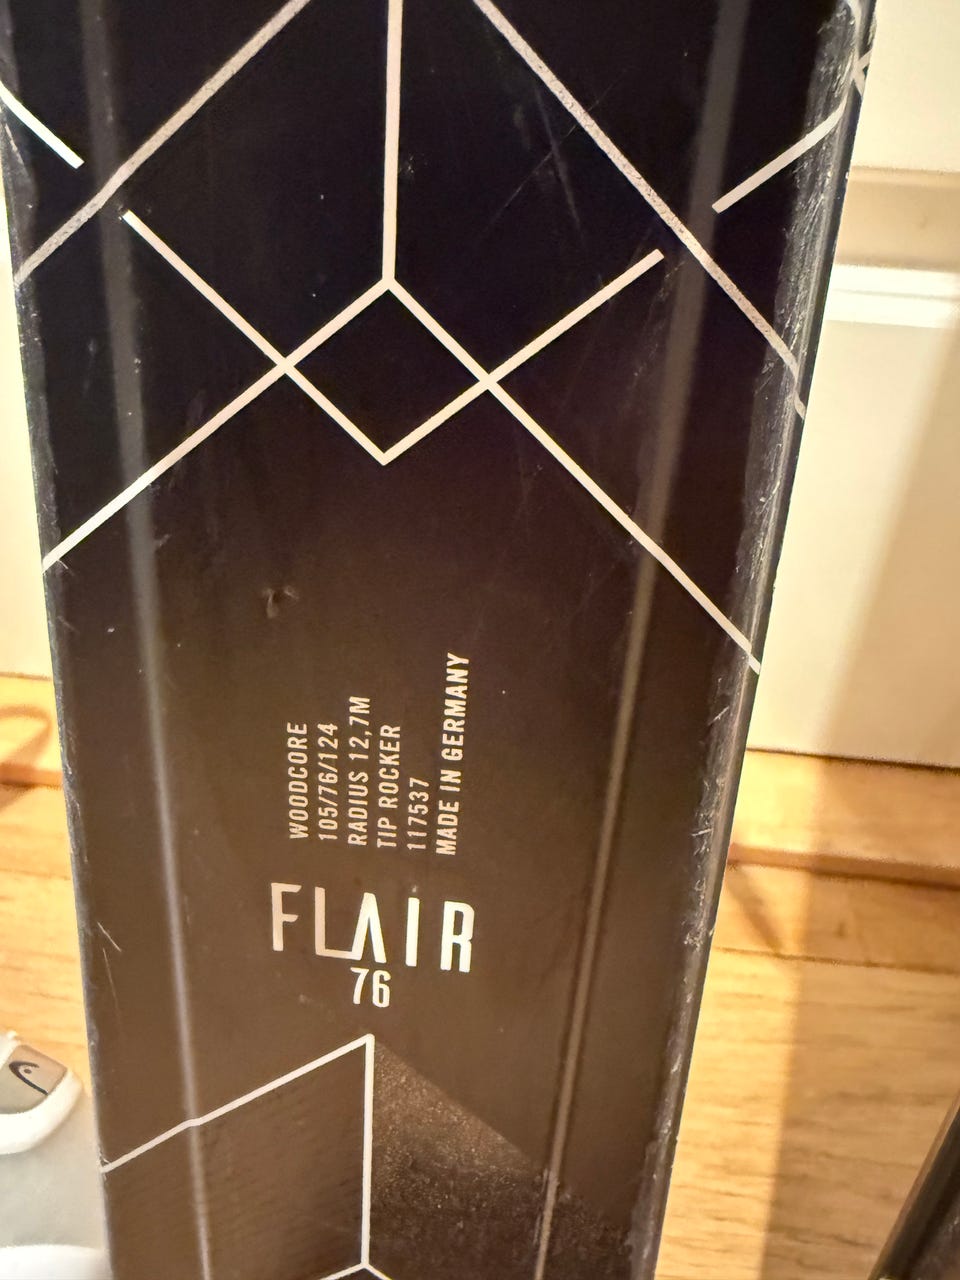 WOODCORE
105/76/124
RADIUS 12,7M
TIP ROCKER
117537
MADE IN GERMANY
FLAIR
76